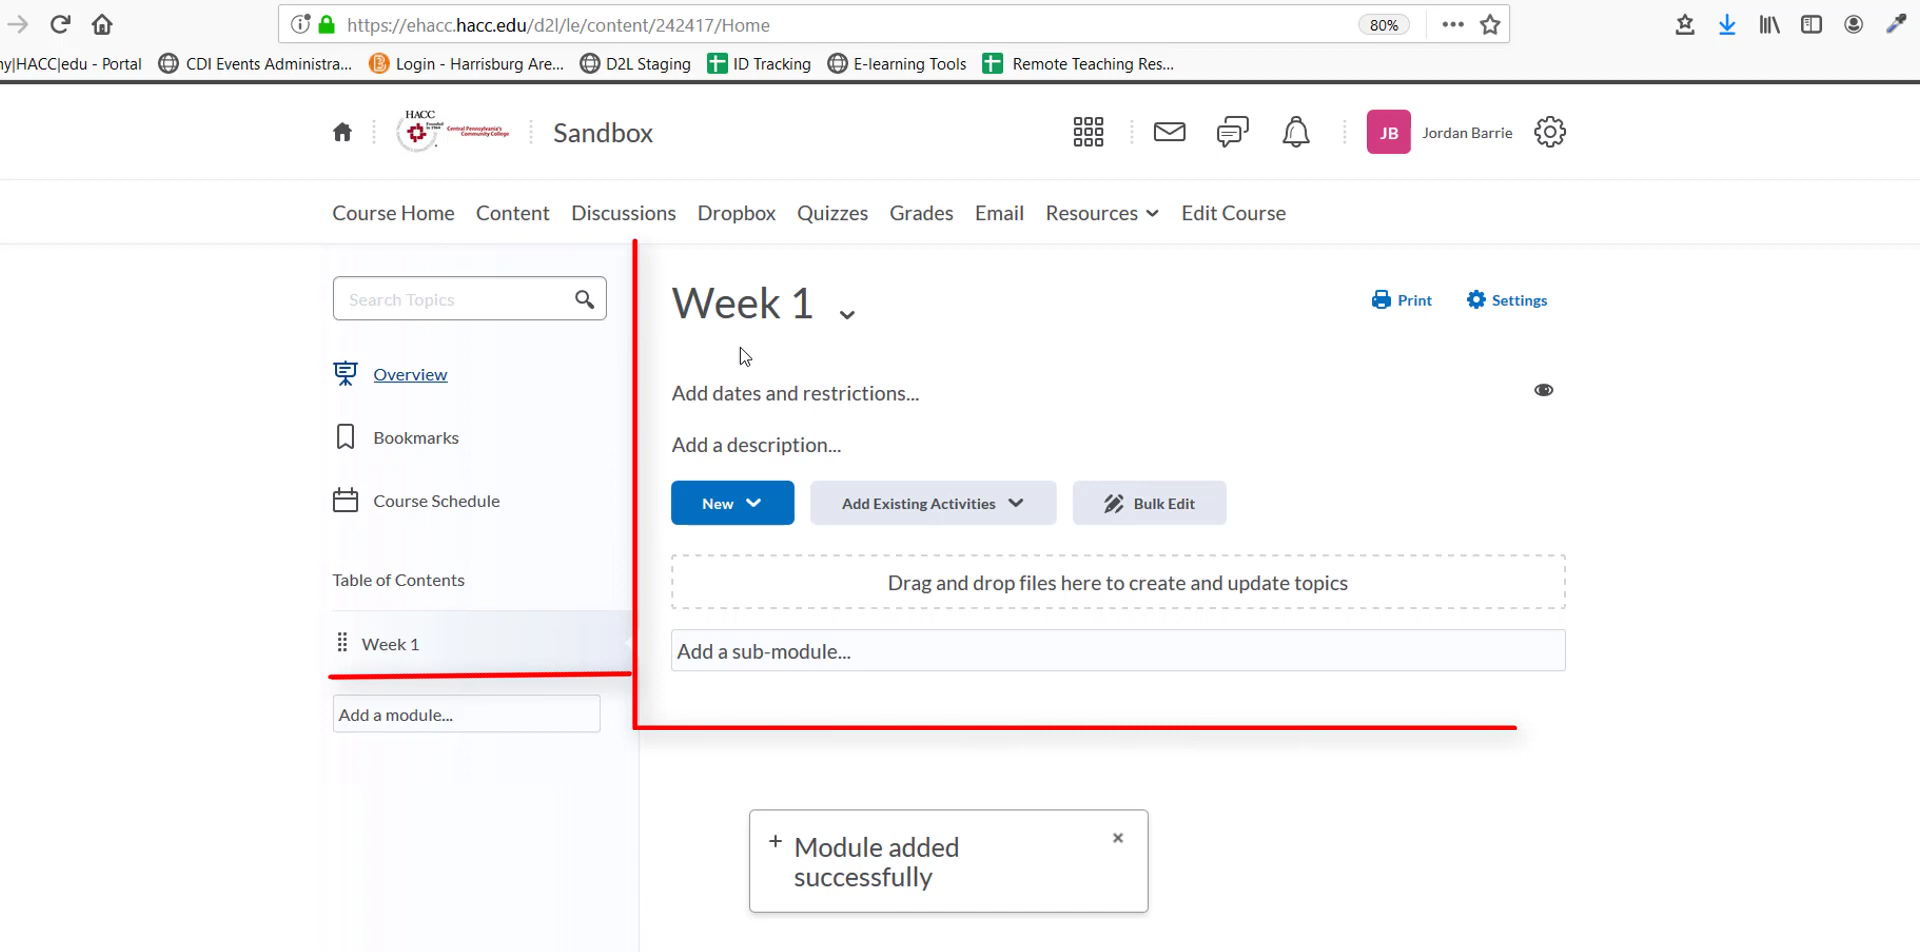 https://ehacc.hacc.edu/d2l/le/content/242417/Home
80%
ny|HACC|edu - Portal
CDI Events Administra...
Login - Harrisburg Are...
D2L Staging
ID Tracking
E-learning Tools
Remote Teaching Res...
HACC
Central Pennsylvania's
Community College
Sandbox
JB
Jordan Barrie
Course Home
Content
Discussions
Dropbox
Quizzes
Grades
Email
Resources
Edit Course
Search Topics
Overview
Bookmarks
Course Schedule
Table of Contents
Week 1
Add a module...
Week 1
Print
Settings
Add dates and restrictions...
Add a description...
New
Add Existing Activities
Bulk Edit
Drag and drop files here to create and update topics
Add a sub-module...
+ Module added
successfully